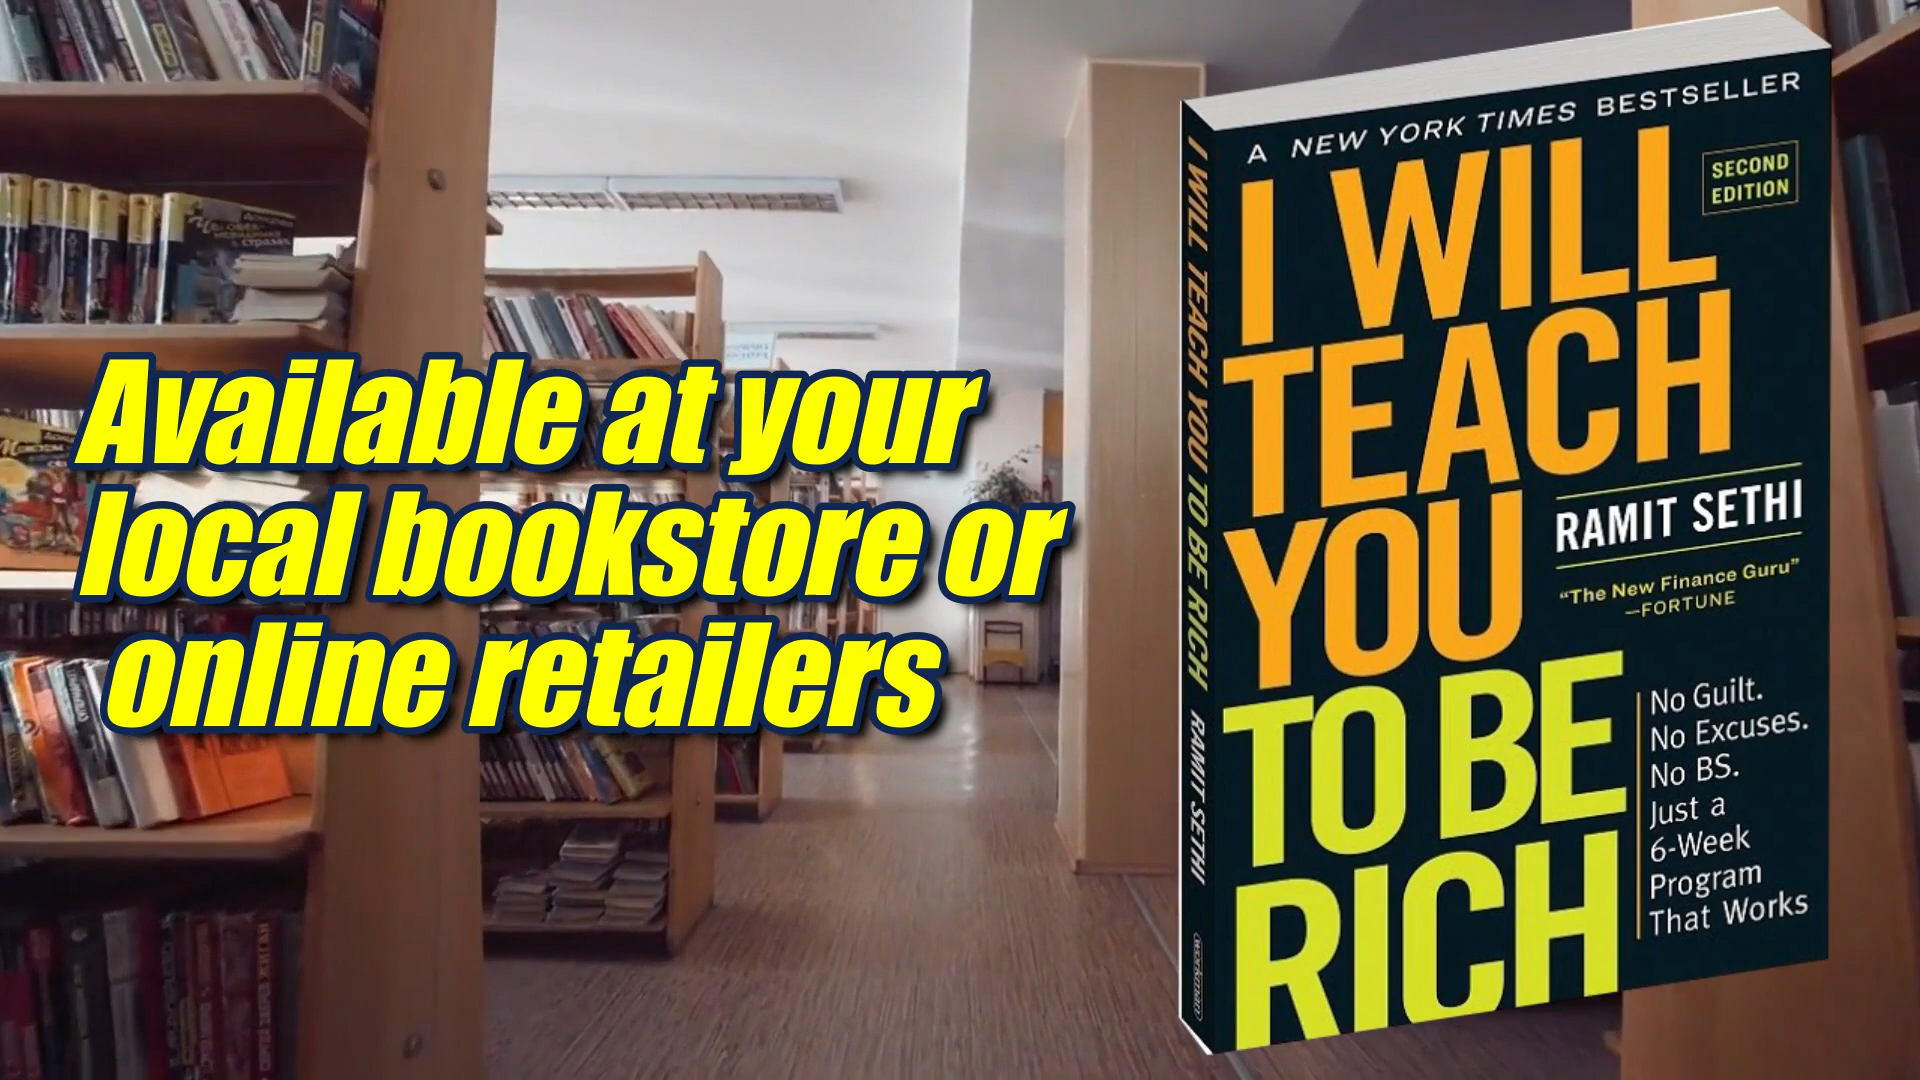 Available at your
local bookstore or
online retailers
A NEW YORK TIMES BESTSELLER
SECOND
EDITION
I WILL
TEACH
YOU
TO BE
RICH
RAMIT SETHI
“The New Finance Guru”
—FORTUNE
No Guilt.
No Excuses.
No BS.
Just a
6-Week
Program
That Works
I WILL TEACH YOU TO BE RICH RAMIT SETHI
workman